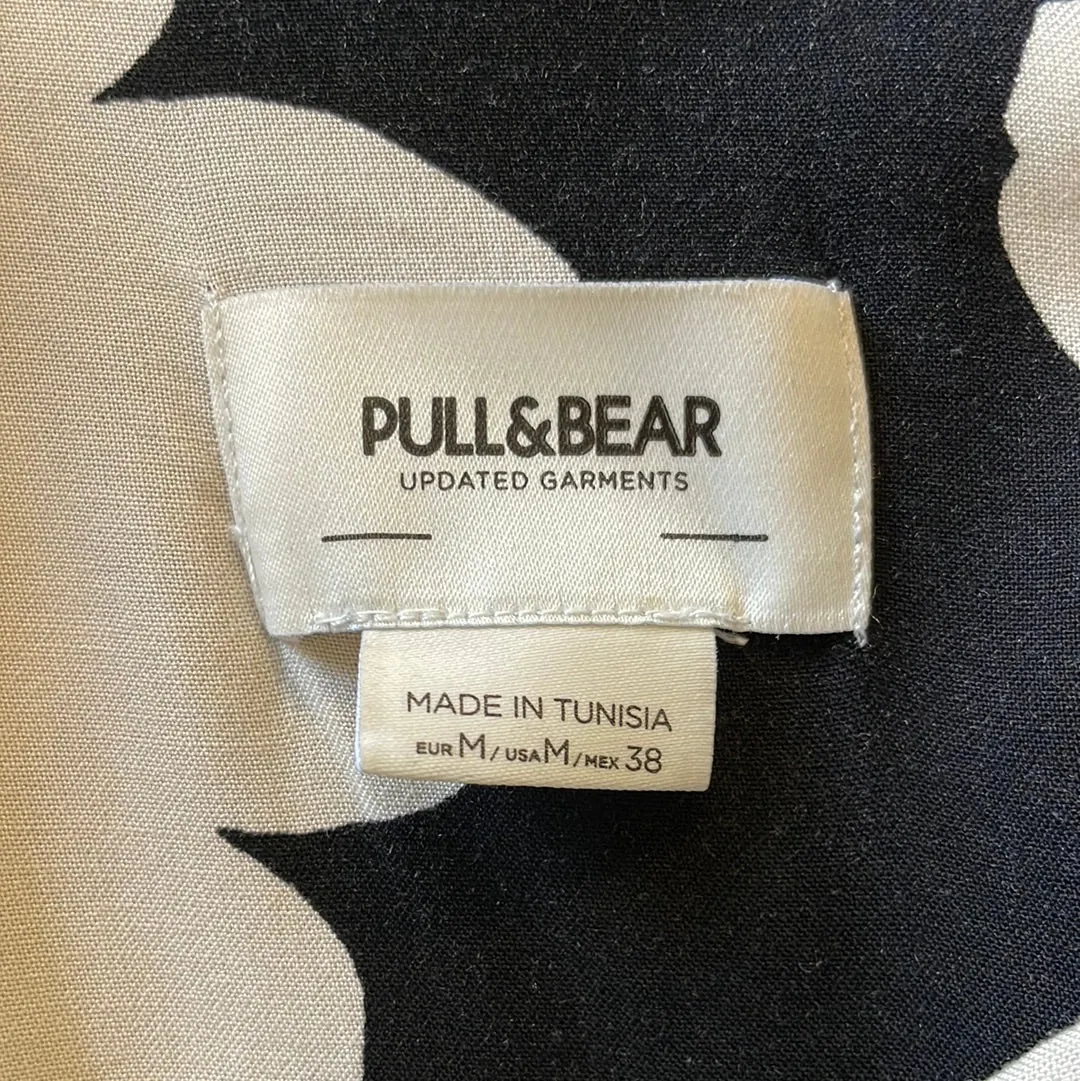 PULL&BEAR
UPDATED GARMENTS
MADE IN TUNISIA
EUR M / USA M / MEX 38